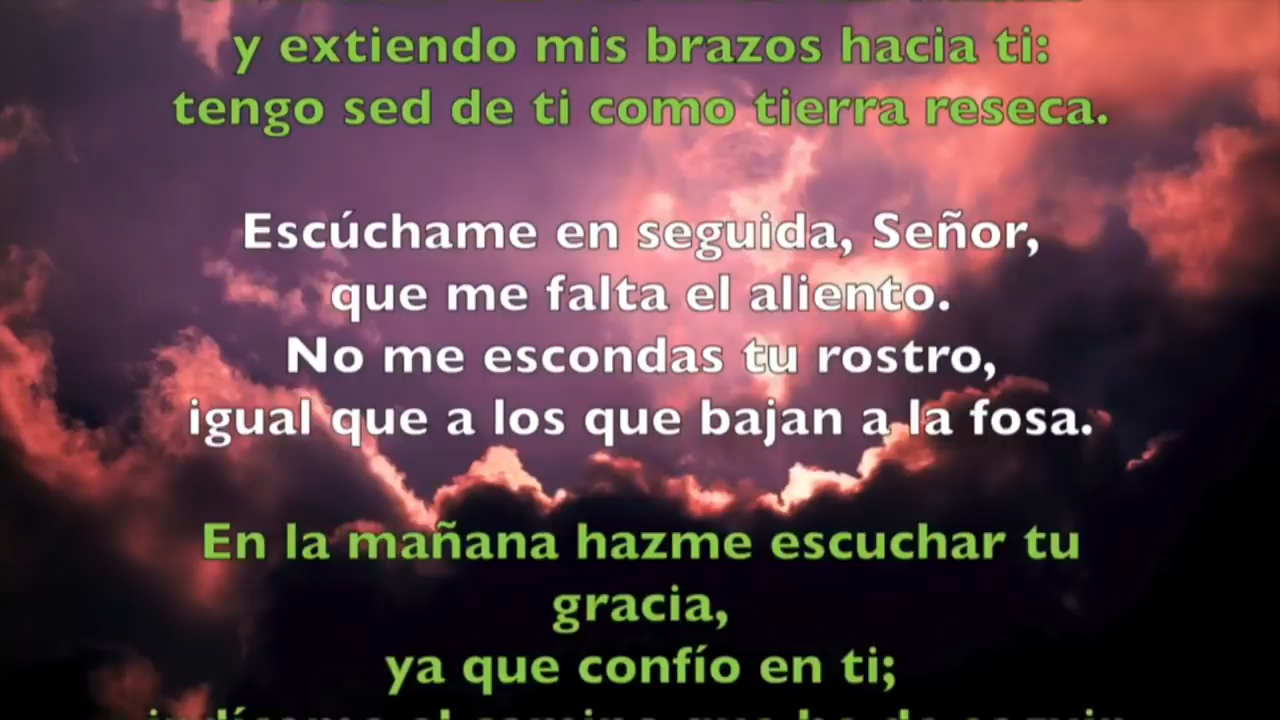 y extiendo mis brazos hacia ti:
tengo sed de ti como tierra reseca.
Escúchame en seguida, Señor,
que me falta el aliento.
No me escondas tu rostro,
igual que a los que bajan a la fosa.
En la mañana hazme escuchar tu
gracia,
ya que confío en ti;